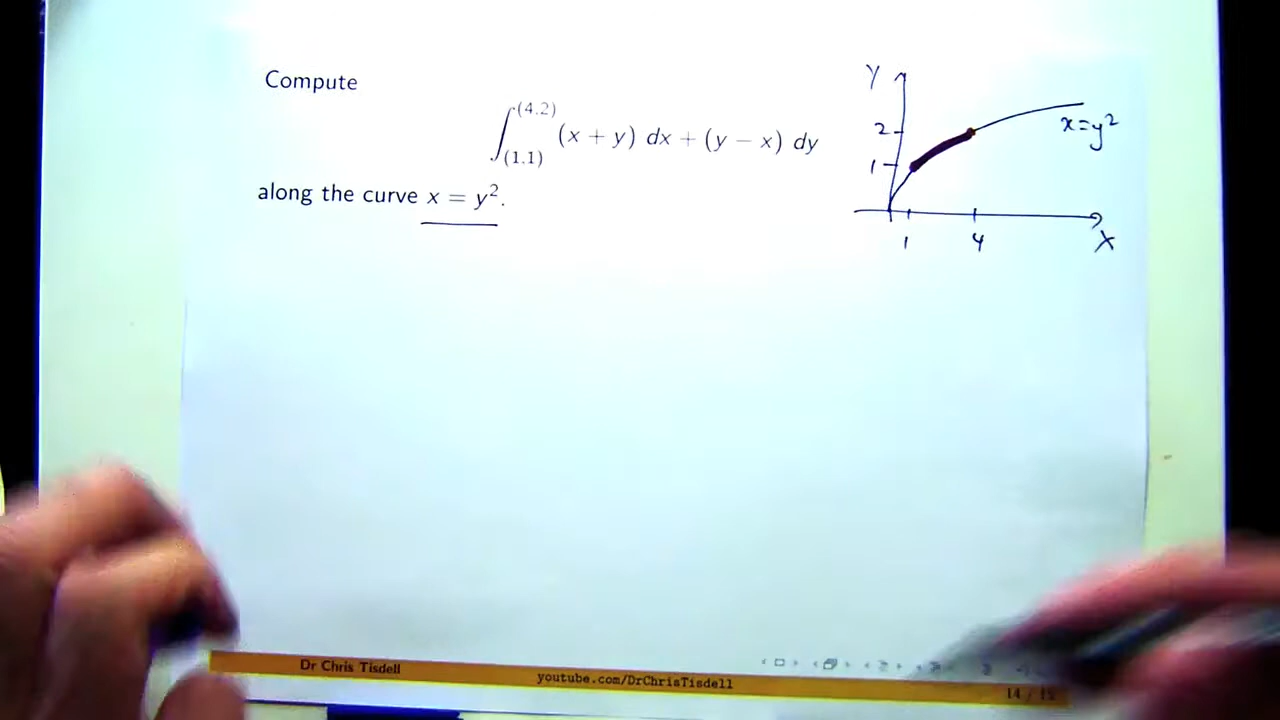 Compute
∫_(1.1)^(4.2) (x + y) dx + (y − x) dy
along the curve x = y².
Y
2
1
x=y²
1 4 X
Dr Chris Tisdell
youtube.com/DrChrisTisdell
14 / 15